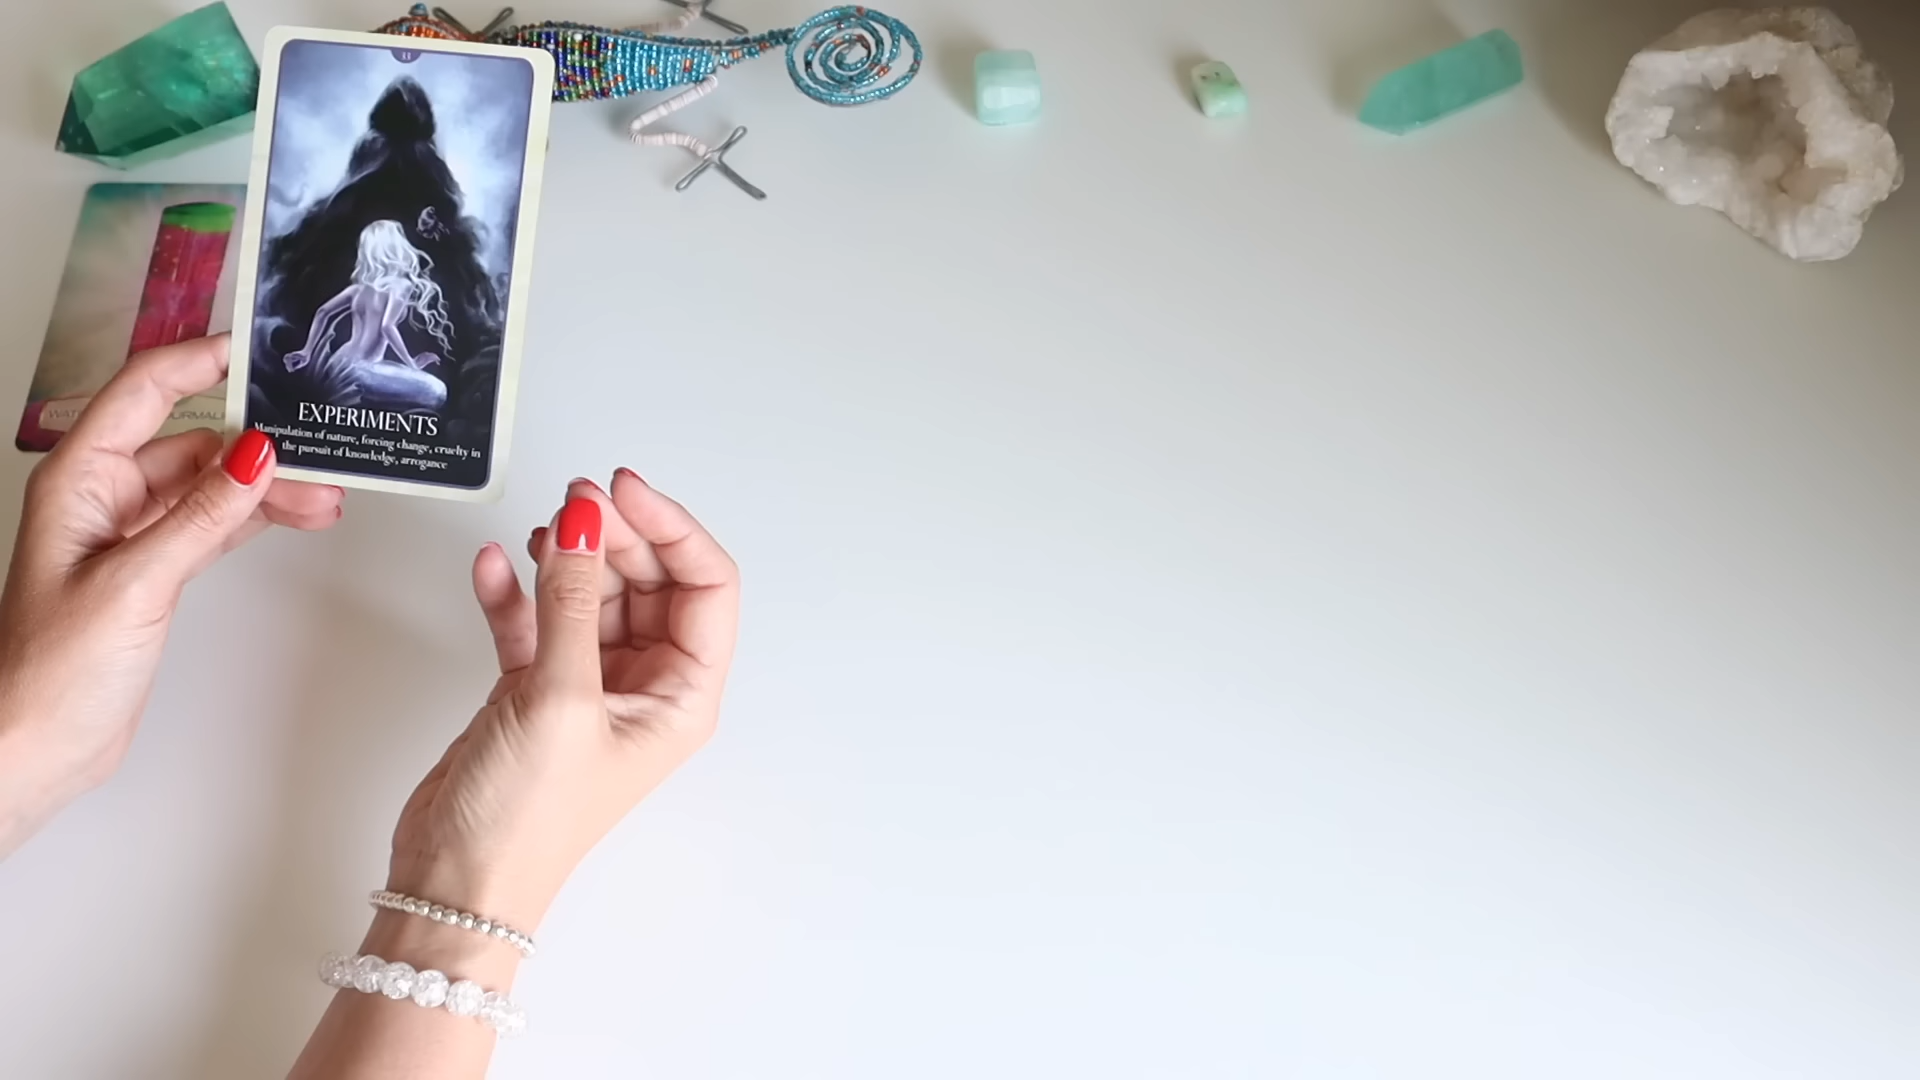 EXPERIMENTS
Manipulation of nature, forcing change, cruelty in
the pursuit of knowledge, arrogance